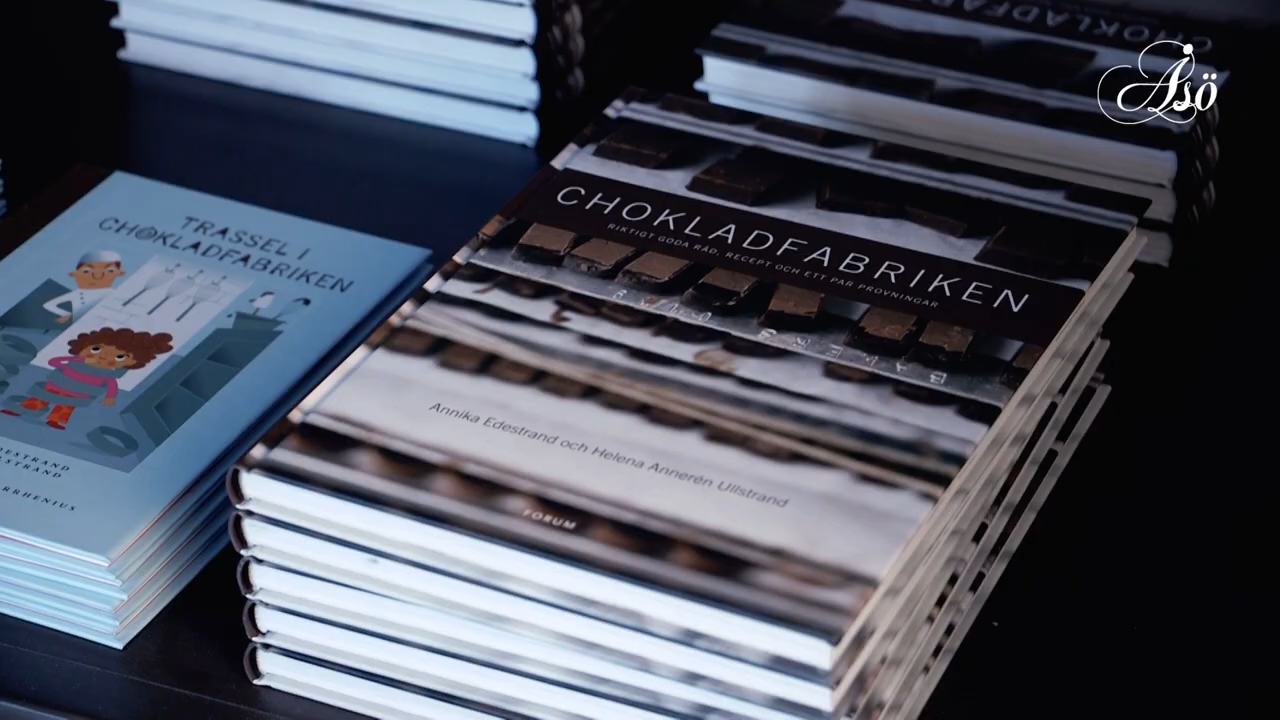 CHOKLADFABRIKEN
RIKTIGT GODA RÅD, RECEPT OCH ETT PAR PROVNINGAR
Annika Edestrand och Helena Annerén Ullstrand
FORUM
TRASSEL I
CHOKLADFABRIKEN
Åsö